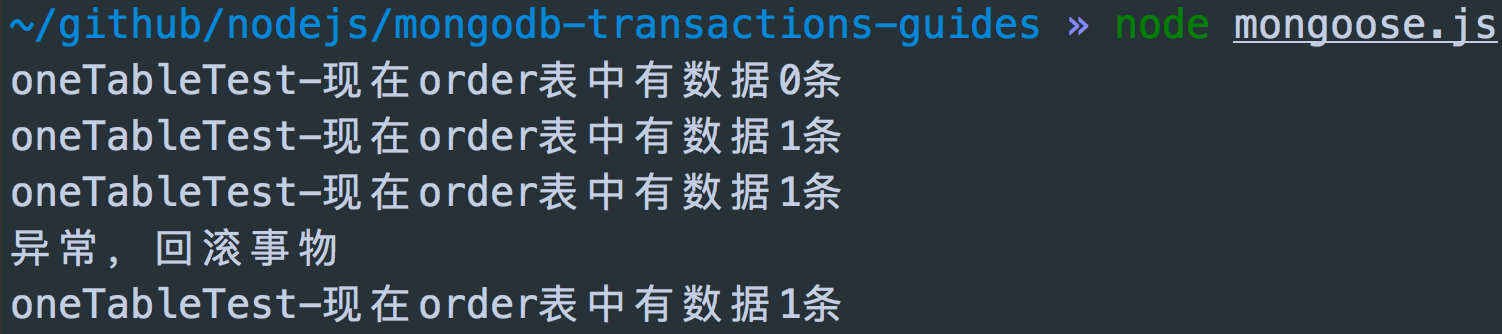 ~/github/nodejs/mongodb-transactions-guides » node mongoose.js
oneTableTest-现在order表中有数据0条
oneTableTest-现在order表中有数据1条
oneTableTest-现在order表中有数据1条
异常，回滚事物
oneTableTest-现在order表中有数据1条